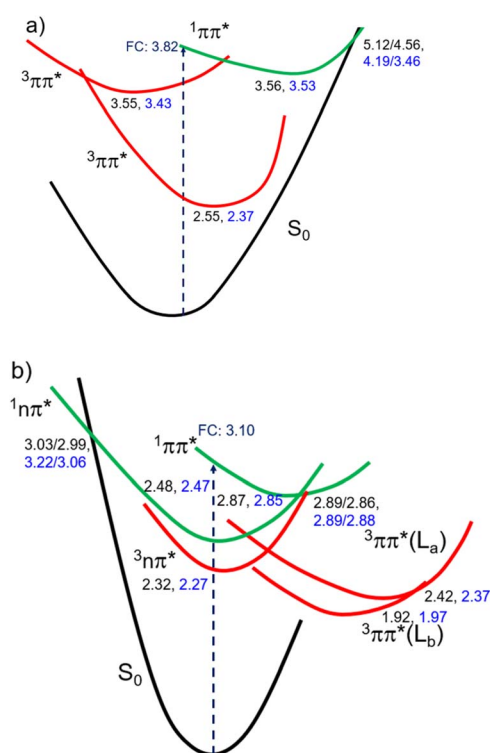 a)
¹ππ*
5.12/4.56,
4.19/3.46
FC: 3.82
³ππ*
3.55, 3.43
3.56, 3.53
³ππ*
2.55, 2.37
S₀
b)
¹nπ*
¹ππ*
FC: 3.10
3.03/2.99,
3.22/3.06
2.48, 2.47
2.87, 2.85
2.89/2.86,
2.89/2.88
³ππ*(Lₐ)
³nπ*
2.32, 2.27
2.42, 2.37
1.92, 1.97
³ππ*(L_b)
S₀